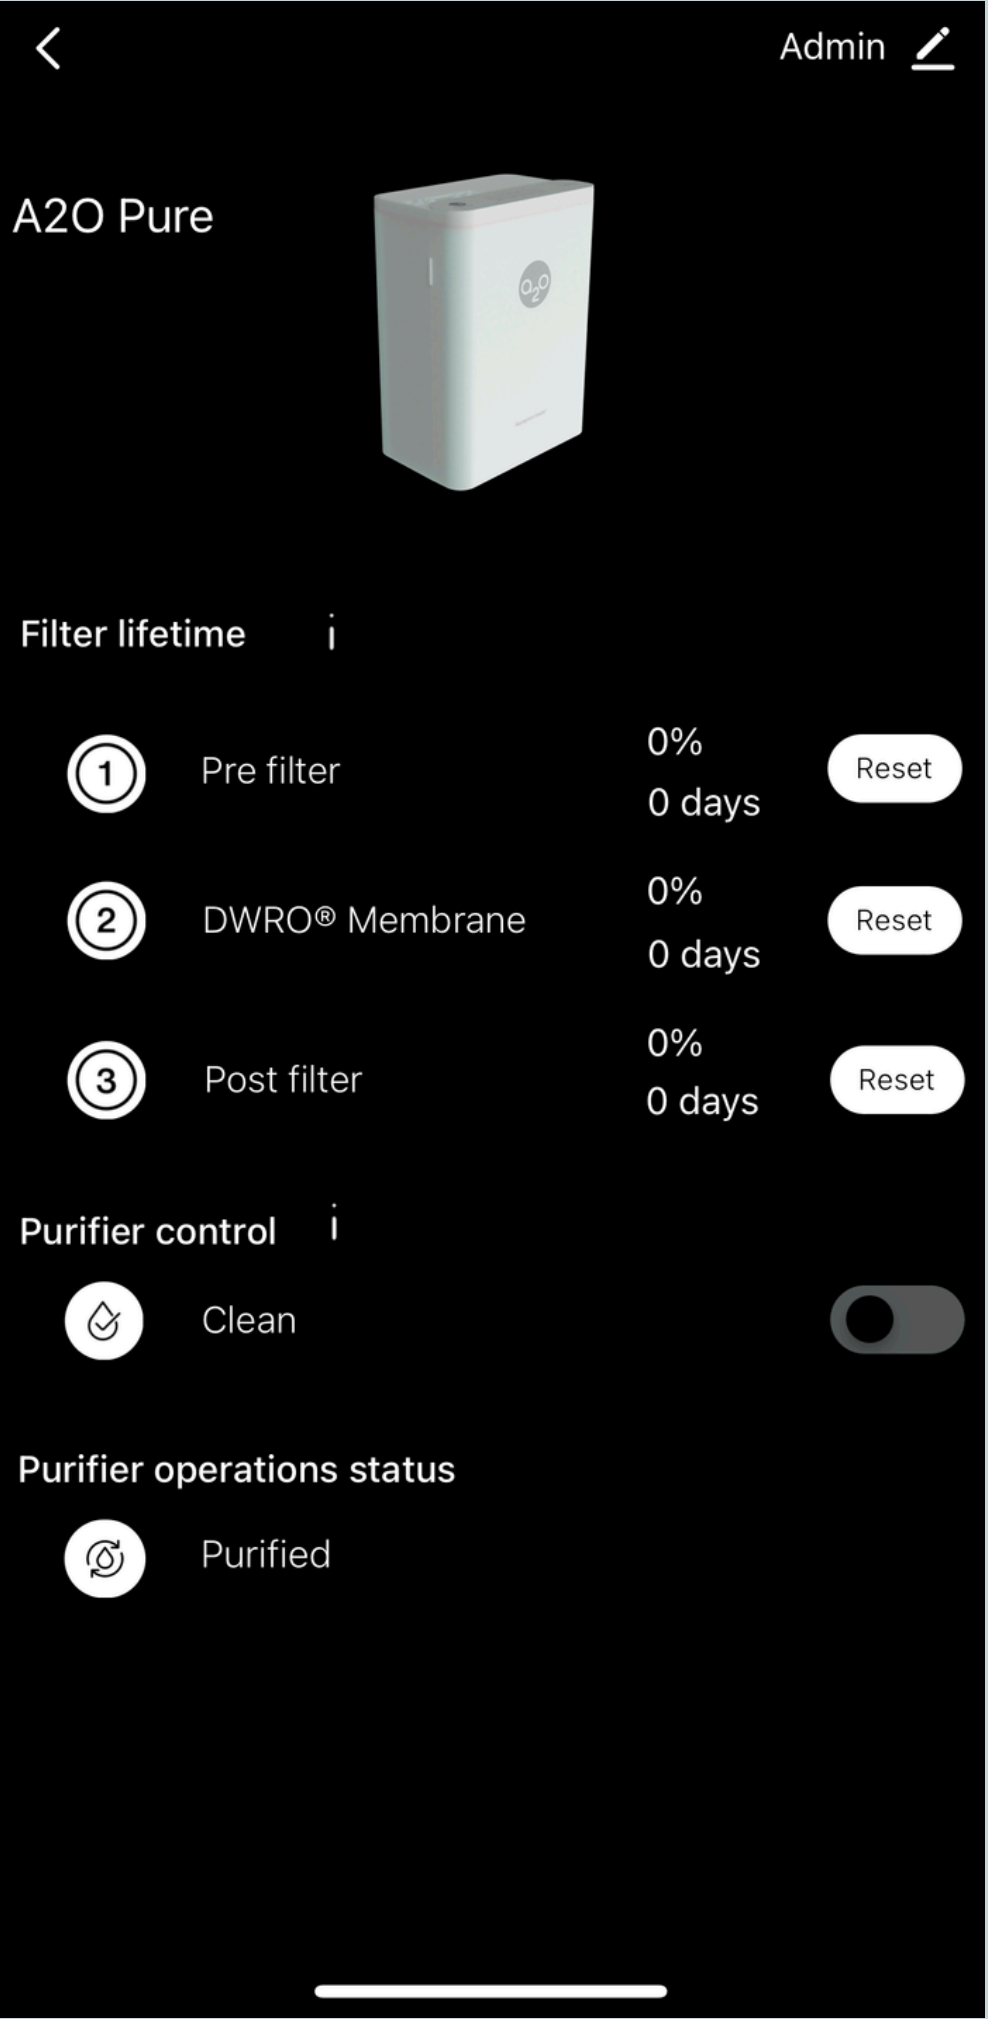 Admin
A2O Pure
a2o
Filter lifetime i
1 Pre filter 0% Reset
0 days
2 DWRO® Membrane 0% Reset
0 days
3 Post filter 0% Reset
0 days
Purifier control i
Clean
Purifier operations status
Purified